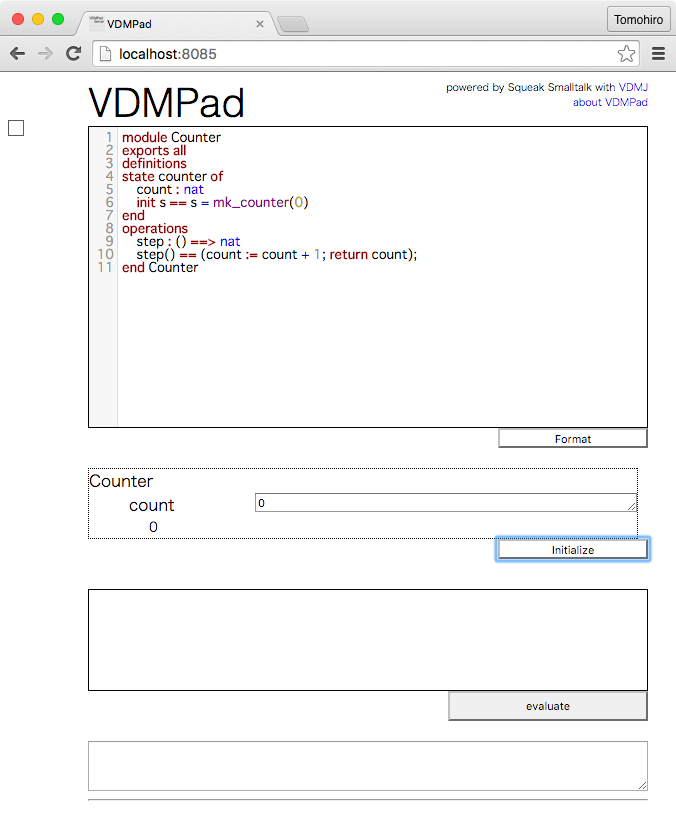 VDMPad
Tomohiro
localhost:8085
VDMPad
powered by Squeak Smalltalk with VDMJ
about VDMPad
1 module Counter
2 exports all
3 definitions
4 state counter of
5 count : nat
6 init s == s = mk_counter(0)
7 end
8 operations
9 step : () ==> nat
10 step() == (count := count + 1; return count);
11 end Counter
Format
Counter
count 0
0
Initialize
evaluate